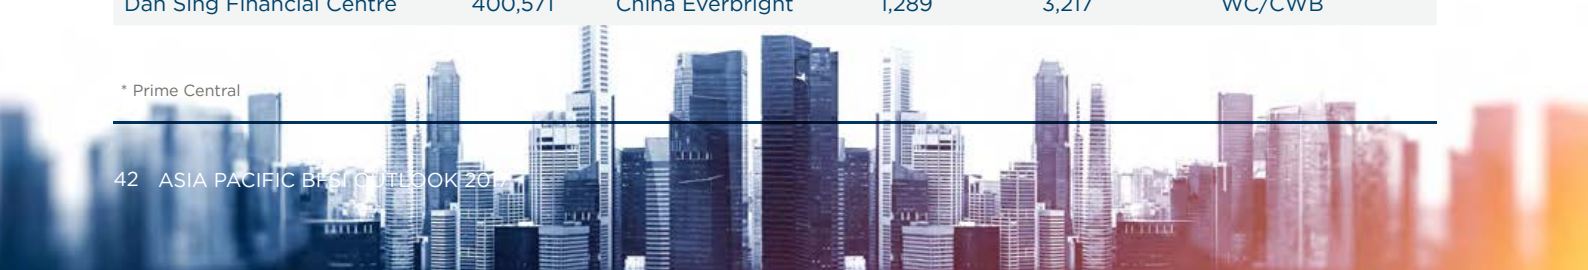 Dah Sing Financial Centre 400,571 China Everbright 1,289 3,217 WC/CWB
* Prime Central
42 ASIA PACIFIC BFSI OUTLOOK